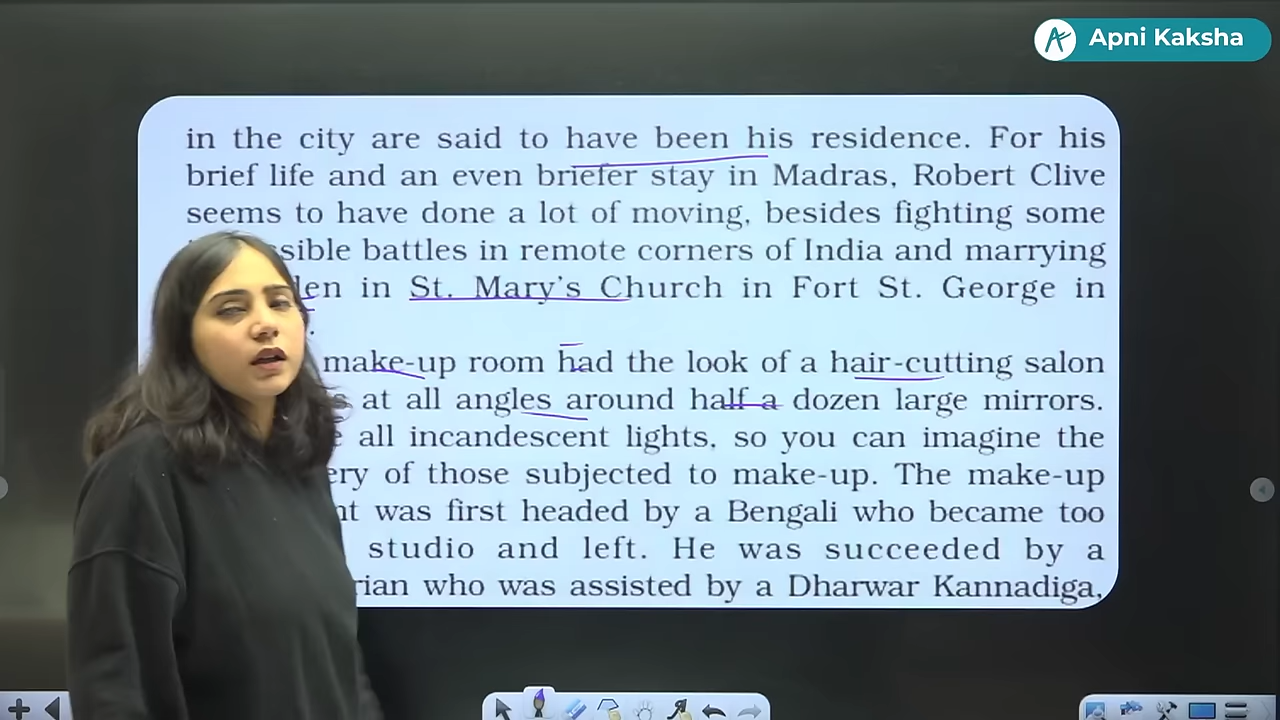 Apni Kaksha
in the city are said to have been his residence. For his
brief life and an even briefer stay in Madras, Robert Clive
seems to have done a lot of moving, besides fighting some
battles in remote corners of India and marrying
in St. Mary's Church in Fort St. George in
make-up room had the look of a hair-cutting salon
at all angles around half a dozen large mirrors.
all incandescent lights, so you can imagine the
of those subjected to make-up. The make-up
was first headed by a Bengali who became too
studio and left. He was succeeded by a
who was assisted by a Dharwar Kannadiga,